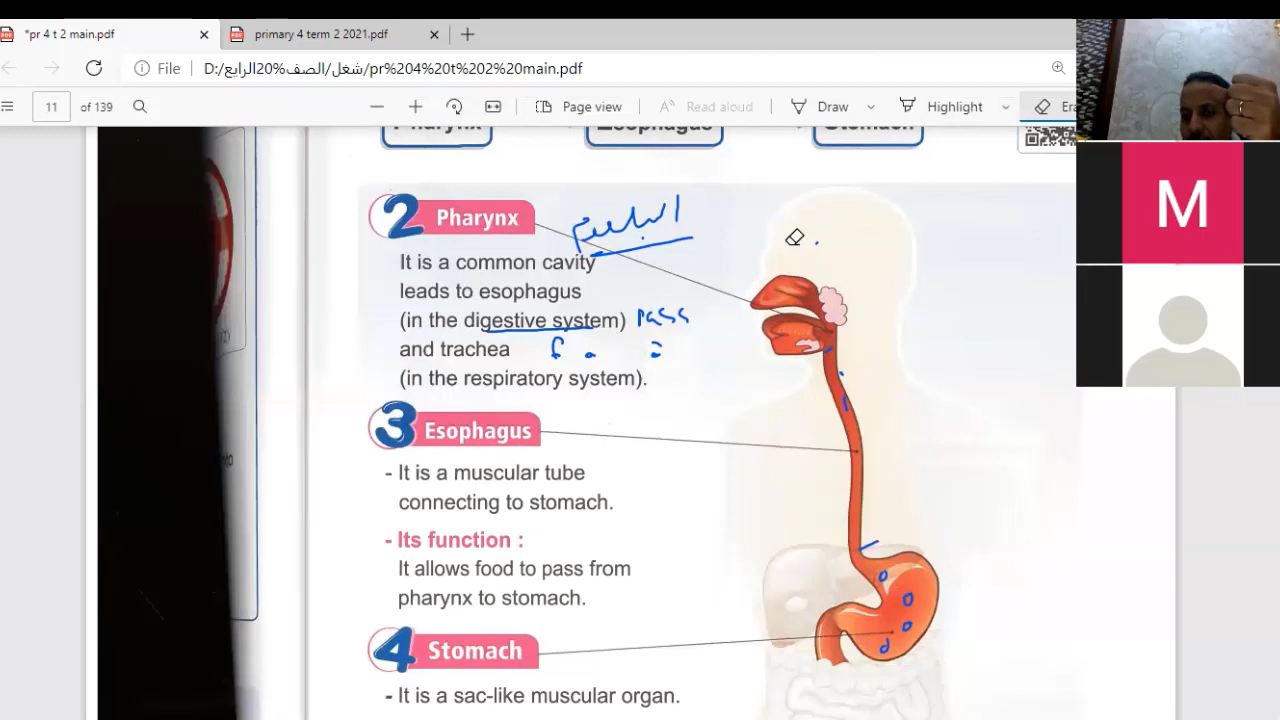 *pr 4 t 2 main.pdf
primary 4 term 2 2021.pdf
File
D:/شغل/الصف%20الرابع/pr%204%20t%202%20main.pdf
11
of 139
Page view
Read aloud
Draw
Highlight
Era
Pharynx
Esophagus
Stomach
M
2 Pharynx
البلعوم
It is a common cavity
leads to esophagus
(in the digestive system) pass
and trachea
(in the respiratory system).
3 Esophagus
- It is a muscular tube
connecting to stomach.
- Its function :
It allows food to pass from
pharynx to stomach.
4 Stomach
- It is a sac-like muscular organ.